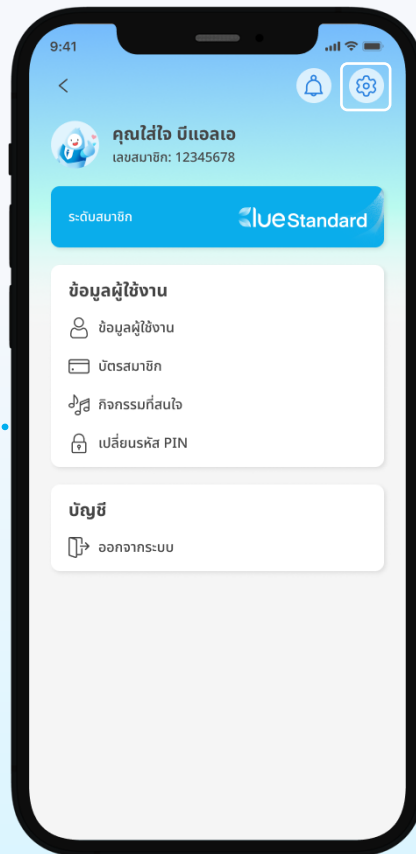 9:41
คุณใส่ใจ บีแอลเอ
เลขสมาชิก: 12345678
ระดับสมาชิก
blueStandard
ข้อมูลผู้ใช้งาน
ข้อมูลผู้ใช้งาน
บัตรสมาชิก
กิจกรรมที่สนใจ
เปลี่ยนรหัส PIN
บัญชี
ออกจากระบบ